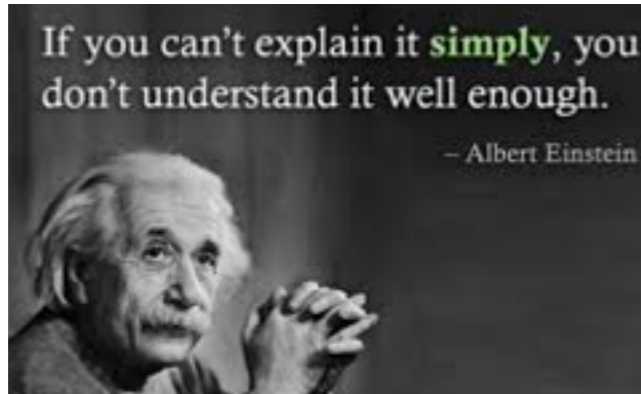 If you can't explain it simply, you
don't understand it well enough.
– Albert Einstein